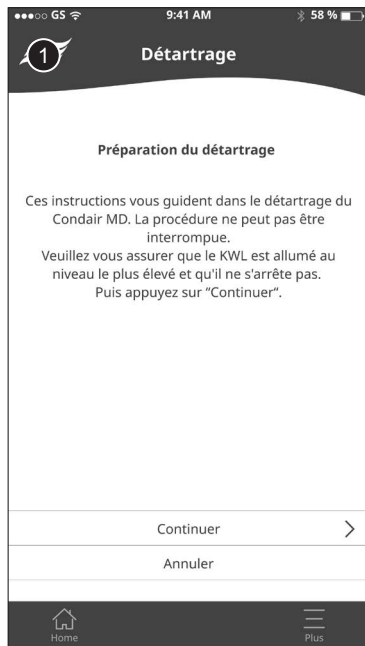 ●●●○○ GS 9:41 AM 58 %
1
Détartrage
Préparation du détartrage
Ces instructions vous guident dans le détartrage du
Condair MD. La procédure ne peut pas être
interrompue.
Veuillez vous assurer que le KWL est allumé au
niveau le plus élevé et qu'il ne s'arrête pas.
Puis appuyez sur “Continuer“.
Continuer
Annuler
Home Plus